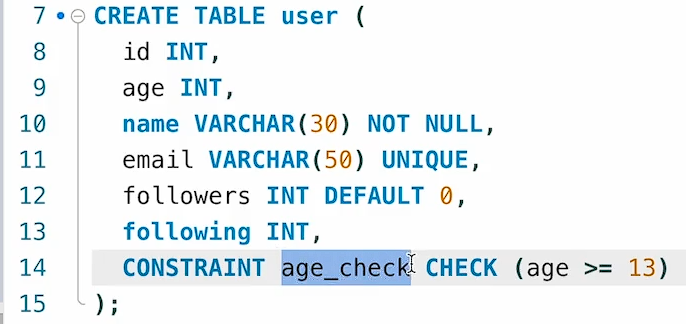 7 CREATE TABLE user (
8 id INT,
9 age INT,
10 name VARCHAR(30) NOT NULL,
11 email VARCHAR(50) UNIQUE,
12 followers INT DEFAULT 0,
13 following INT,
14 CONSTRAINT age_check CHECK (age >= 13)
15 );